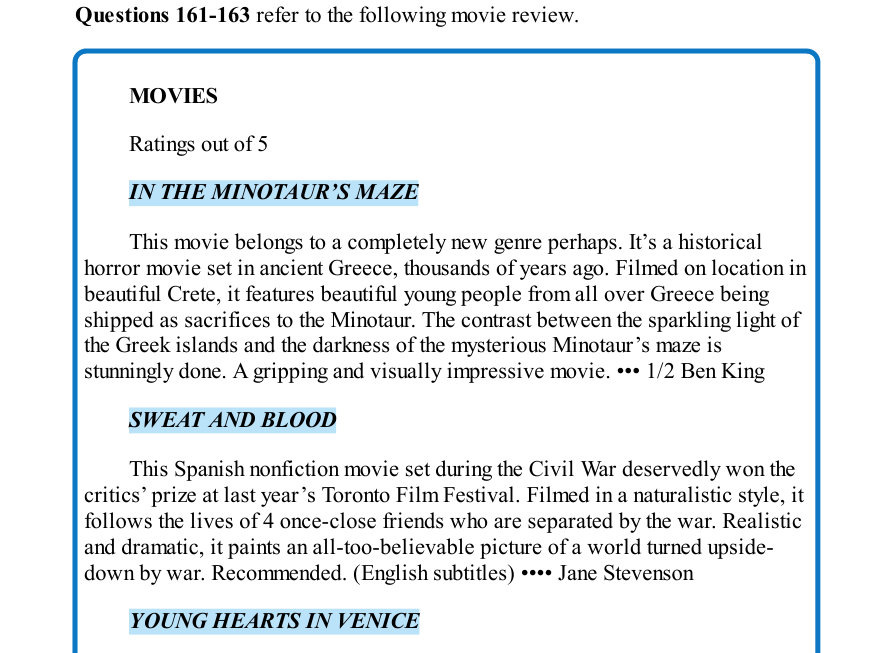 Questions 161-163 refer to the following movie review.
MOVIES
Ratings out of 5
IN THE MINOTAUR’S MAZE
This movie belongs to a completely new genre perhaps. It’s a historical
horror movie set in ancient Greece, thousands of years ago. Filmed on location in
beautiful Crete, it features beautiful young people from all over Greece being
shipped as sacrifices to the Minotaur. The contrast between the sparkling light of
the Greek islands and the darkness of the mysterious Minotaur’s maze is
stunningly done. A gripping and visually impressive movie. ••• 1/2 Ben King
SWEAT AND BLOOD
This Spanish nonfiction movie set during the Civil War deservedly won the
critics’ prize at last year’s Toronto Film Festival. Filmed in a naturalistic style, it
follows the lives of 4 once-close friends who are separated by the war. Realistic
and dramatic, it paints an all-too-believable picture of a world turned upside-
down by war. Recommended. (English subtitles) •••• Jane Stevenson
YOUNG HEARTS IN VENICE